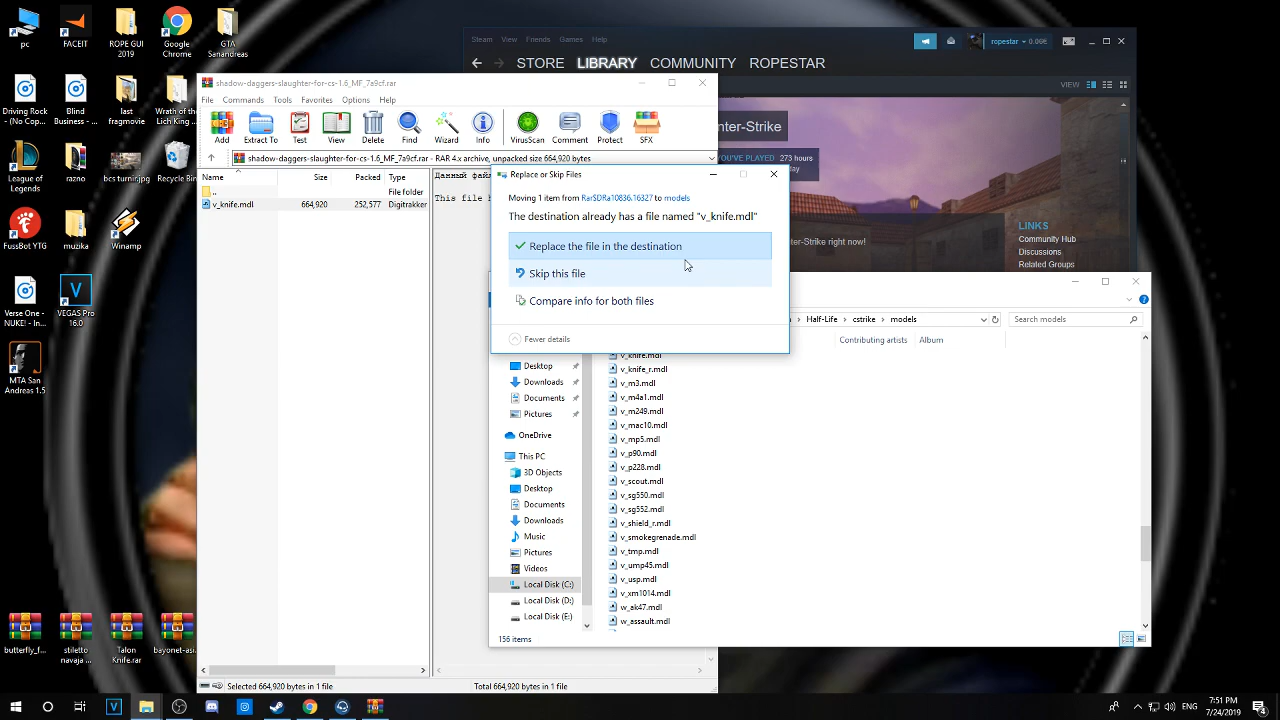 pc
FACEIT
ROPE GUI 2019
Google Chrome
GTA Sanandreas
Driving Rock (No Cop...
Blind Business - ...
last fragmovie
Wrath of the Lich King ...
League of Legends
razno
bcs turnir.jpg
Recycle Bin
FussBot YTG
muzika
Winamp
Verse One - NUKE! - In...
VEGAS Pro 16.0
MTA San Andreas 1.5
butterfly_f...
stiletto navaja ...
Talon Knife.rar
bayonet-as...
Steam View Friends Games Help
ropestar 0.00€
STORE LIBRARY COMMUNITY ROPESTAR
VIEW
nter-Strike
YOU'VE PLAYED 273 hours
nter-Strike right now!
LINKS
Community Hub
Discussions
Related Groups
shadow-daggers-slaughter-for-cs-1.6_MF_7a9cf.rar
File Commands Tools Favorites Options Help
Add Extract To Test View Delete Find Wizard Info VirusScan Comment Protect SFX
shadow-daggers-slaughter-for-cs-1.6_MF_7a9cf.rar - RAR 4.x archive, unpacked size 664,920 bytes
Name Size Packed Type
.. File folder
v_knife.mdl 664,920 252,577 Digitrakker
Данный фай
This file b
Selected 664,920 bytes in 1 file
Total 664,920 bytes in 1 file
Replace or Skip Files
Moving 1 item from Rar$DRa10836.16327 to models
The destination already has a file named "v_knife.mdl"
Replace the file in the destination
Skip this file
Compare info for both files
Fewer details
Half-Life cstrike models
Search models
Contributing artists Album
Desktop
Downloads
Documents
Pictures
OneDrive
This PC
3D Objects
Desktop
Documents
Downloads
Music
Pictures
Videos
Local Disk (C:)
Local Disk (D:)
Local Disk (E:)
v_knife.mdl
v_knife_r.mdl
v_m3.mdl
v_m4a1.mdl
v_m249.mdl
v_mac10.mdl
v_mp5.mdl
v_p90.mdl
v_p228.mdl
v_scout.mdl
v_sg550.mdl
v_sg552.mdl
v_shield_r.mdl
v_smokegrenade.mdl
v_tmp.mdl
v_ump45.mdl
v_usp.mdl
v_xm1014.mdl
w_ak47.mdl
w_assault.mdl
156 items
7:51 PM
7/24/2019